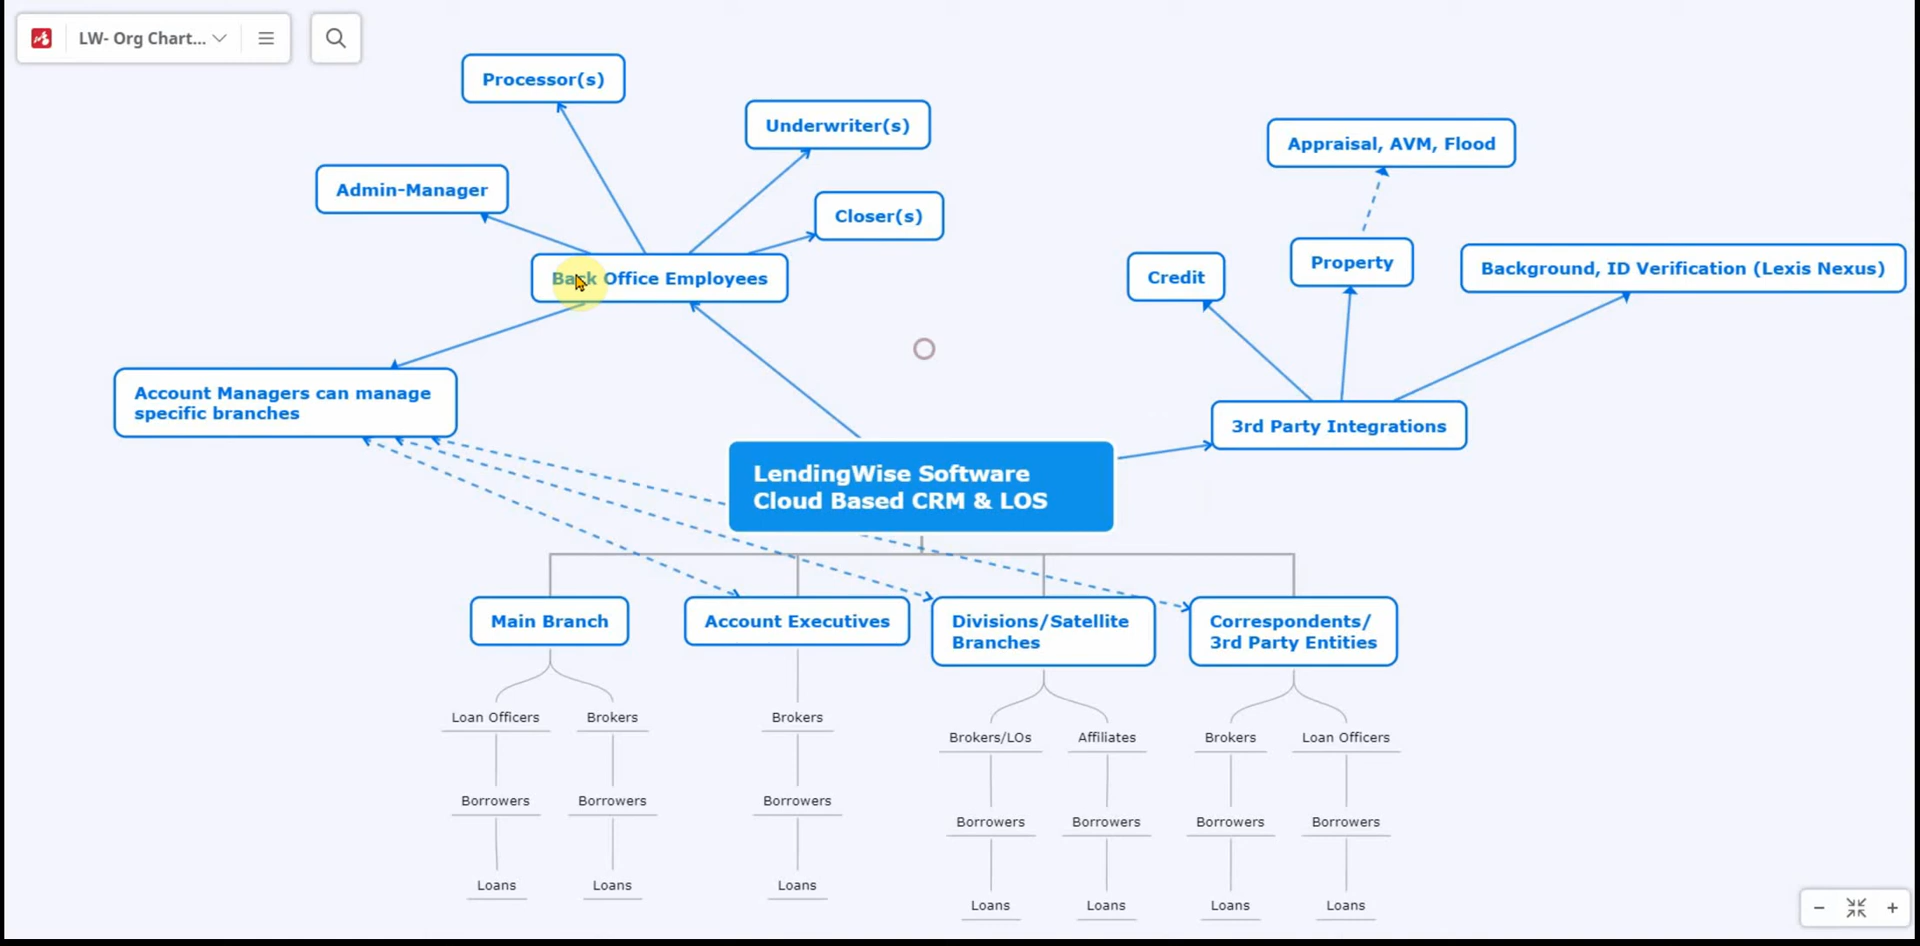 LW- Org Chart...
Processor(s)
Underwriter(s)
Appraisal, AVM, Flood
Admin-Manager
Closer(s)
Back Office Employees
Credit
Property
Background, ID Verification (Lexis Nexus)
Account Managers can manage
specific branches
3rd Party Integrations
LendingWise Software
Cloud Based CRM & LOS
Main Branch
Account Executives
Divisions/Satellite
Branches
Correspondents/
3rd Party Entities
Loan Officers
Brokers
Brokers
Brokers/LOs
Affiliates
Brokers
Loan Officers
Borrowers
Borrowers
Borrowers
Borrowers
Borrowers
Borrowers
Borrowers
Loans
Loans
Loans
Loans
Loans
Loans
Loans